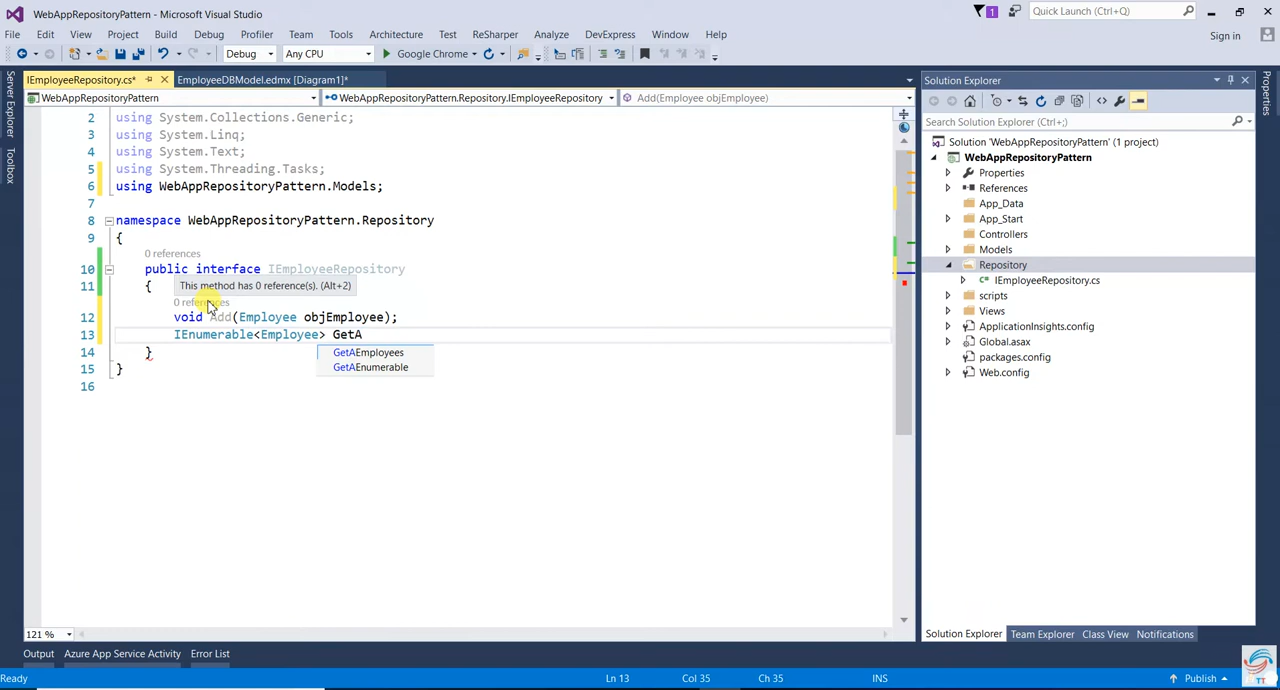 WebAppRepositoryPattern - Microsoft Visual Studio
1
Quick Launch (Ctrl+Q)
File Edit View Project Build Debug Profiler Team Tools Architecture Test ReSharper Analyze DevExpress Window Help
Sign in
Debug Any CPU Google Chrome
Server Explorer
Toolbox
IEmployeeRepository.cs*
EmployeeDBModel.edmx [Diagram1]*
WebAppRepositoryPattern
WebAppRepositoryPattern.Repository.IEmployeeRepository
Add(Employee objEmployee)
2 using System.Collections.Generic;
3 using System.Linq;
4 using System.Text;
5 using System.Threading.Tasks;
6 using WebAppRepositoryPattern.Models;
7
8 namespace WebAppRepositoryPattern.Repository
9 {
0 references
10 public interface IEmployeeRepository
11 {
This method has 0 reference(s). (Alt+2)
0 references
12 void Add(Employee objEmployee);
13 IEnumerable<Employee> GetA
GetAEmployees
GetAEnumerable
14 }
15 }
16
121 %
Solution Explorer
Search Solution Explorer (Ctrl+;)
Solution 'WebAppRepositoryPattern' (1 project)
WebAppRepositoryPattern
Properties
References
App_Data
App_Start
Controllers
Models
Repository
IEmployeeRepository.cs
scripts
Views
ApplicationInsights.config
Global.asax
packages.config
Web.config
Solution Explorer Team Explorer Class View Notifications
Properties
Output Azure App Service Activity Error List
Ready
Ln 13 Col 35 Ch 35 INS
Publish
TT